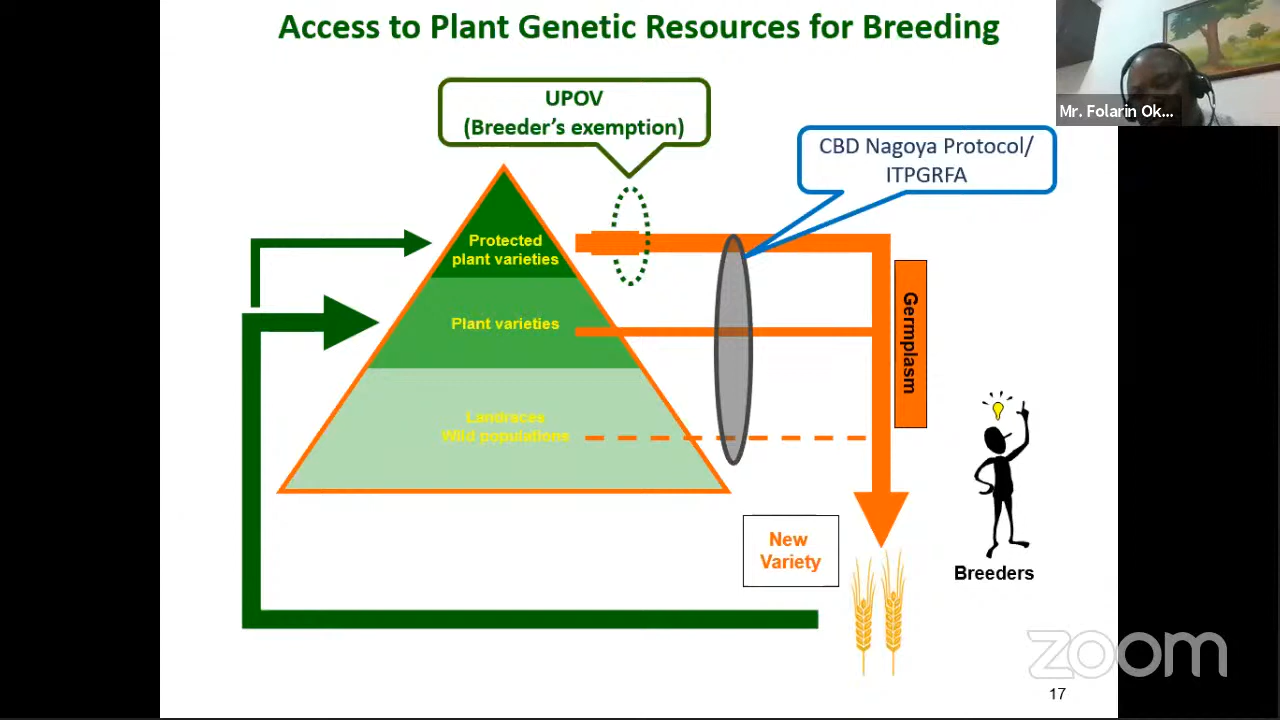 Access to Plant Genetic Resources for Breeding
Mr. Folarin Ok...
UPOV
(Breeder's exemption)
CBD Nagoya Protocol/
ITPGRFA
Protected
plant varieties
Plant varieties
Landraces
Wild populations
Germplasm
New
Variety
Breeders
zoom
17